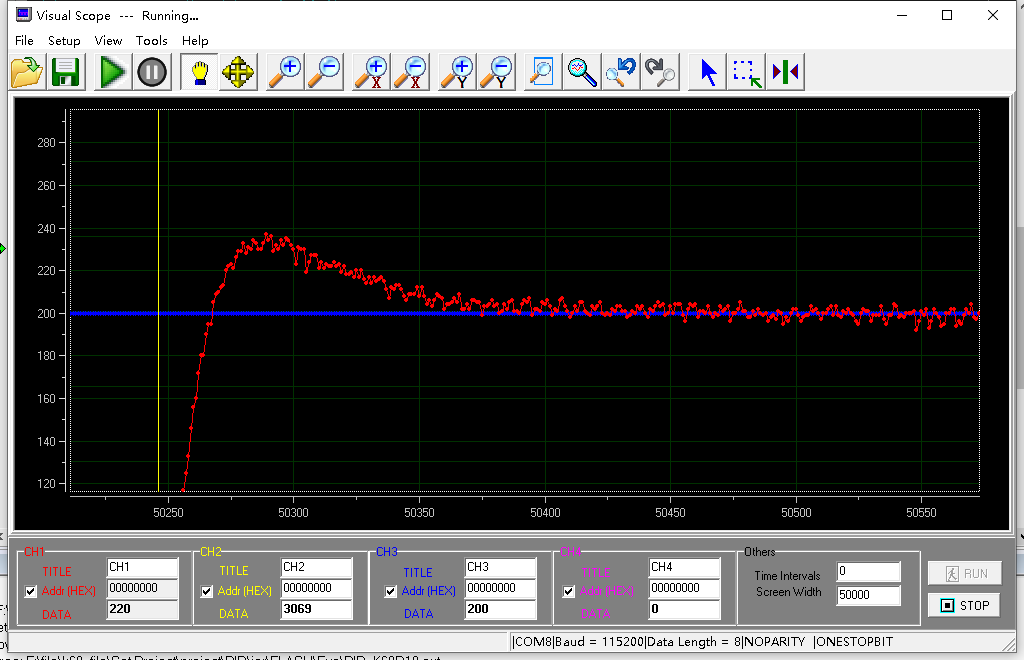 Visual Scope --- Running...
File Setup View Tools Help
X X Y Y
280
260
240
220
200
180
160
140
120
50250 50300 50350 50400 50450 50500 50550
CH1 CH2 CH3 CH4 Others
TITLE CH1 TITLE CH2 TITLE CH3 TITLE CH4
Time Intervals 0
Addr (HEX) 00000000 Addr (HEX) 00000000 Addr (HEX) 00000000 Addr (HEX) 00000000
Screen Width 50000
DATA 220 DATA 3069 DATA 200 DATA 0
RUN
STOP
|COM8|Baud = 115200|Data Length = 8|NOPARITY |ONESTOPBIT